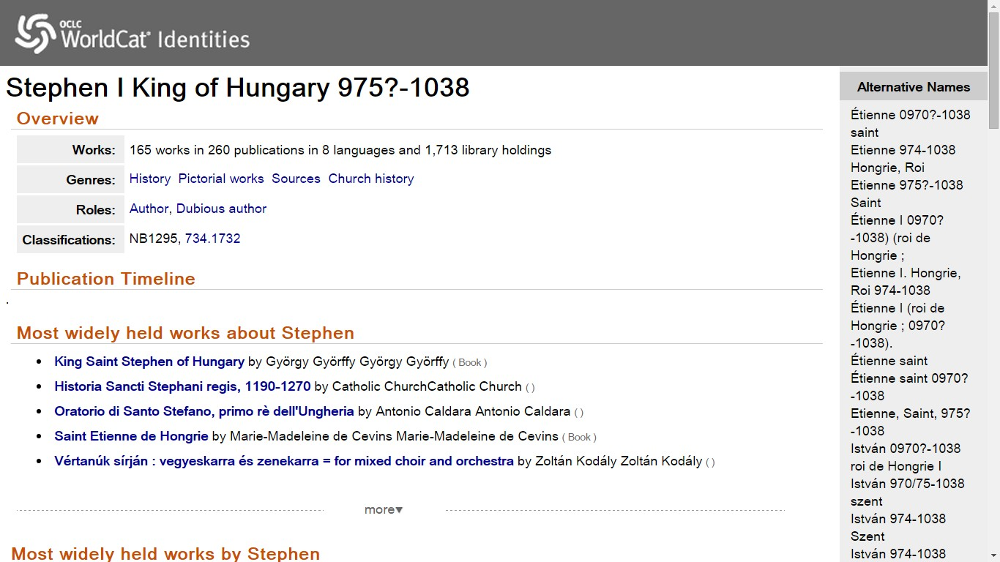 OCLC
WorldCat® Identities
Stephen I King of Hungary 975?-1038
Overview
Works: 165 works in 260 publications in 8 languages and 1,713 library holdings
Genres: History Pictorial works Sources Church history
Roles: Author, Dubious author
Classifications: NB1295, 734.1732
Publication Timeline
.
Most widely held works about Stephen
• King Saint Stephen of Hungary by György Györffy György Györffy ( Book )
• Historia Sancti Stephani regis, 1190-1270 by Catholic ChurchCatholic Church ( )
• Oratorio di Santo Stefano, primo rè dell'Ungheria by Antonio Caldara Antonio Caldara ( )
• Saint Etienne de Hongrie by Marie-Madeleine de Cevins Marie-Madeleine de Cevins ( Book )
• Vértanúk sírján : vegyeskarra és zenekarra = for mixed choir and orchestra by Zoltán Kodály Zoltán Kodály ( )
more▾
Most widely held works by Stephen
Alternative Names
Étienne 0970?-1038
saint
Etienne 974-1038
Hongrie, Roi
Etienne 975?-1038
Saint
Étienne I 0970?
-1038) (roi de
Hongrie ;
Etienne I. Hongrie,
Roi 974-1038
Étienne I (roi de
Hongrie ; 0970?
-1038).
Étienne saint
Étienne saint 0970?
-1038
Etienne, Saint, 975?
-1038
István 0970?-1038
roi de Hongrie I
István 970/75-1038
szent
István 974-1038
Szent
István 974-1038